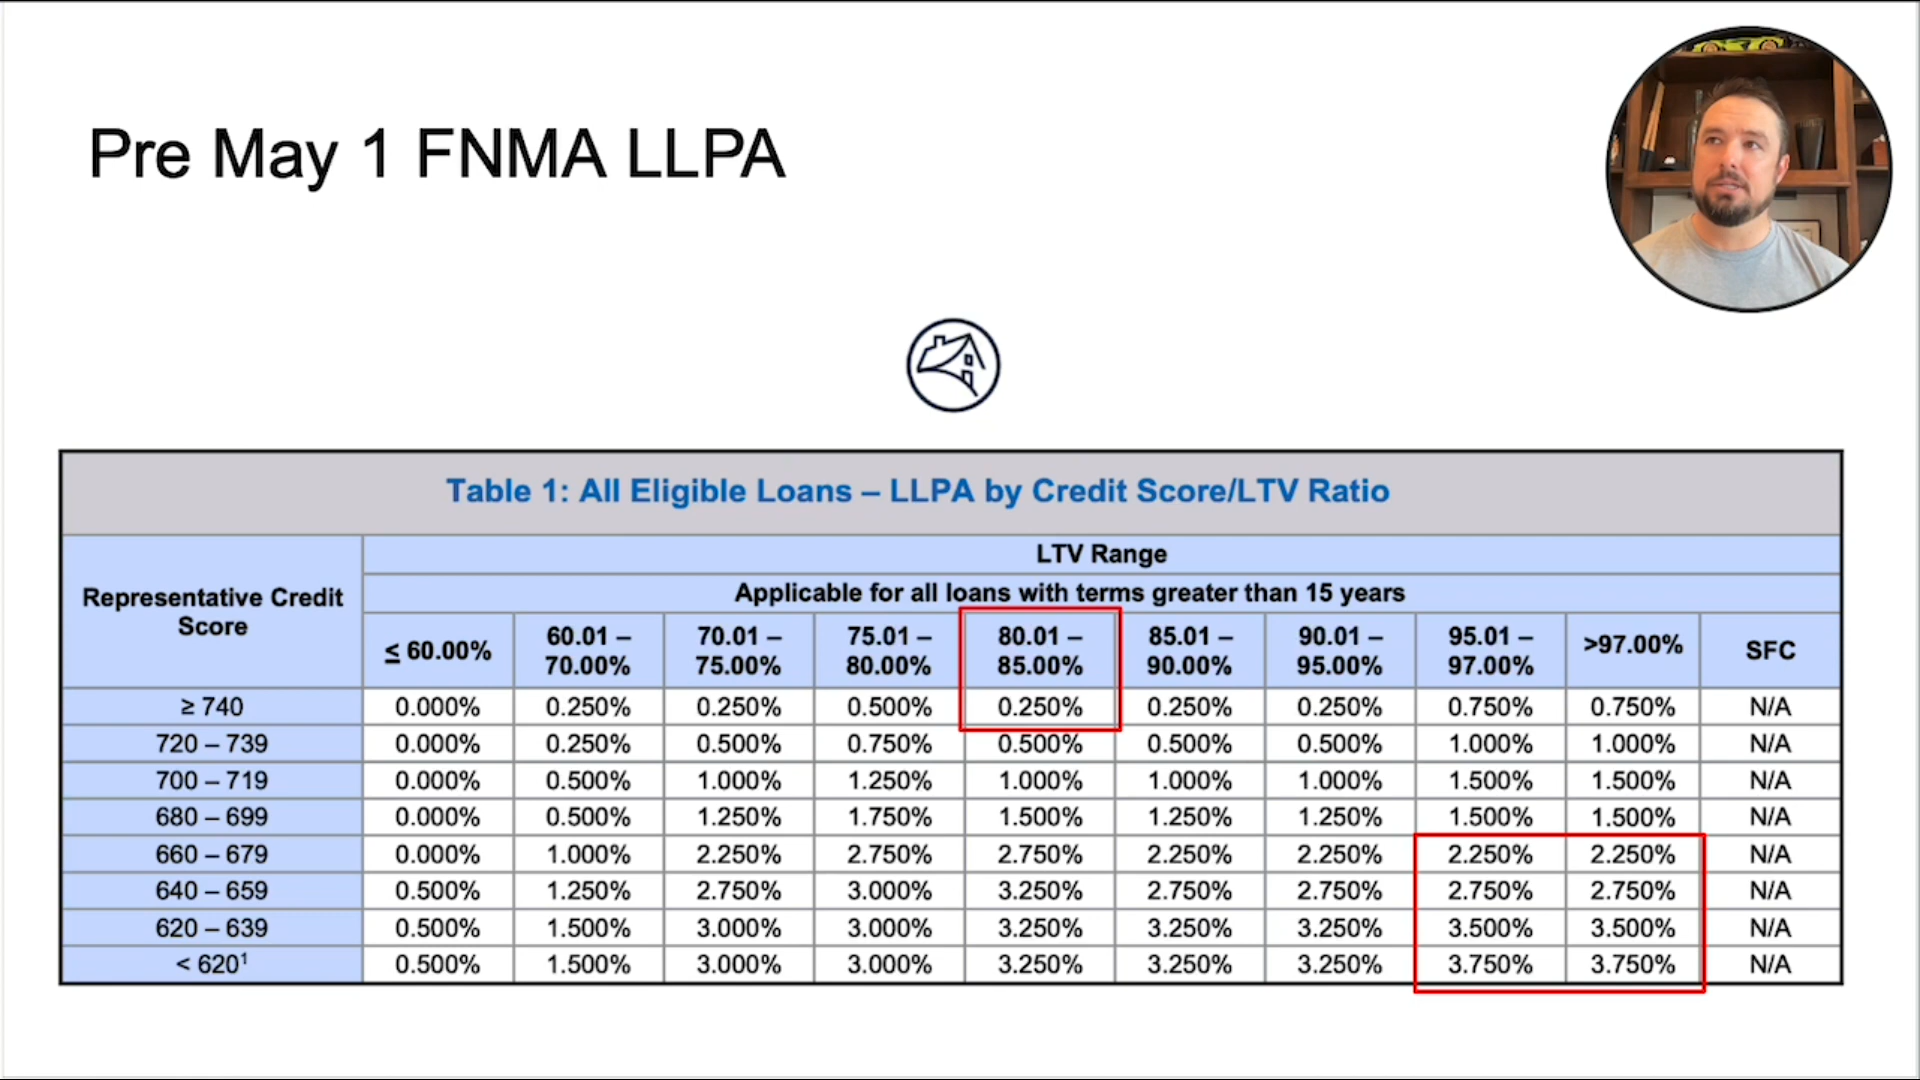 Pre May 1 FNMA LLPA
Table 1: All Eligible Loans – LLPA by Credit Score/LTV Ratio
Representative Credit Score
LTV Range
Applicable for all loans with terms greater than 15 years
≤ 60.00% 60.01 – 70.00% 70.01 – 75.00% 75.01 – 80.00% 80.01 – 85.00% 85.01 – 90.00% 90.01 – 95.00% 95.01 – 97.00% >97.00% SFC
≥ 740 0.000% 0.250% 0.250% 0.500% 0.250% 0.250% 0.250% 0.750% 0.750% N/A
720 – 739 0.000% 0.250% 0.500% 0.750% 0.500% 0.500% 0.500% 1.000% 1.000% N/A
700 – 719 0.000% 0.500% 1.000% 1.250% 1.000% 1.000% 1.000% 1.500% 1.500% N/A
680 – 699 0.000% 0.500% 1.250% 1.750% 1.500% 1.250% 1.250% 1.500% 1.500% N/A
660 – 679 0.000% 1.000% 2.250% 2.750% 2.750% 2.250% 2.250% 2.250% 2.250% N/A
640 – 659 0.500% 1.250% 2.750% 3.000% 3.250% 2.750% 2.750% 2.750% 2.750% N/A
620 – 639 0.500% 1.500% 3.000% 3.000% 3.250% 3.250% 3.250% 3.500% 3.500% N/A
< 620¹ 0.500% 1.500% 3.000% 3.000% 3.250% 3.250% 3.250% 3.750% 3.750% N/A